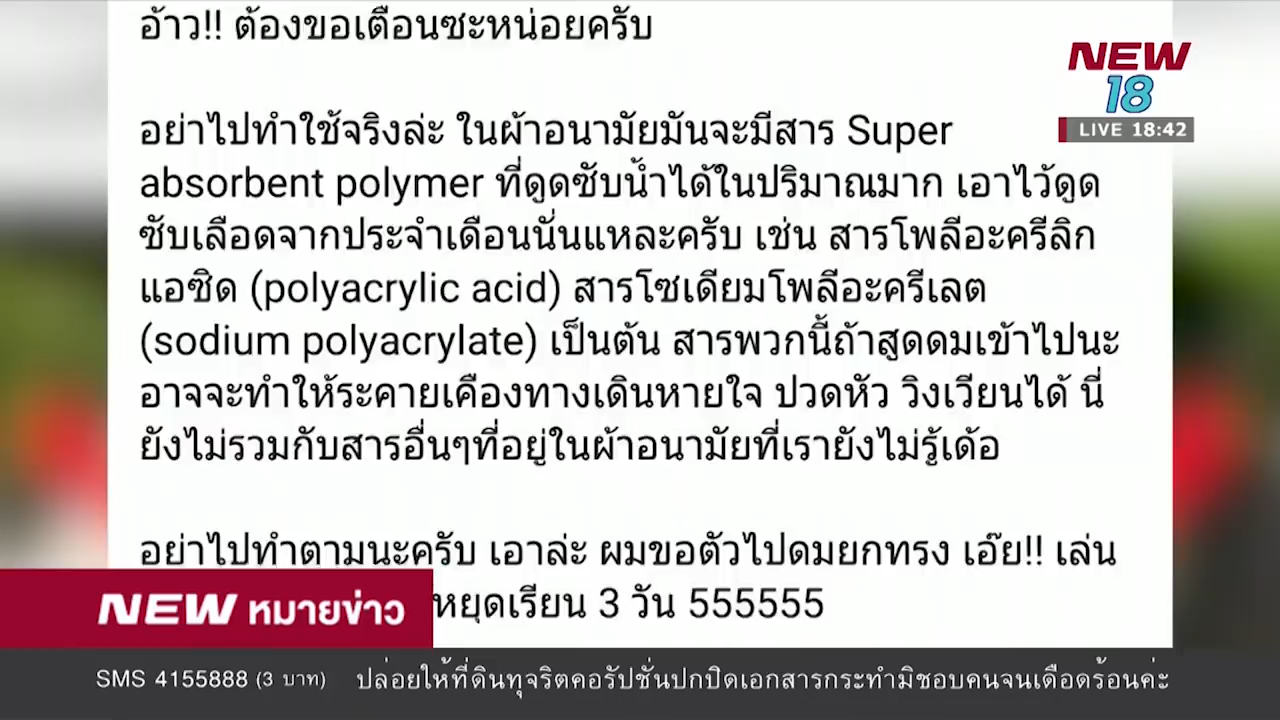 อ้าว!! ต้องขอเตือนซะหน่อยครับ
NEW
18
LIVE 18:42
อย่าไปทำใช้จริงล่ะ ในผ้าอนามัยมันจะมีสาร Super
absorbent polymer ที่ดูดซับน้ำได้ในปริมาณมาก เอาไว้ดูด
ซับเลือดจากประจำเดือนนั่นแหละครับ เช่น สารโพลีอะครีลิก
แอซิด (polyacrylic acid) สารโซเดียมโพลีอะครีเลต
(sodium polyacrylate) เป็นต้น สารพวกนี้ถ้าสูดดมเข้าไปนะ
อาจจะทำให้ระคายเคืองทางเดินหายใจ ปวดหัว วิงเวียนได้ นี่
ยังไม่รวมกับสารอื่นๆที่อยู่ในผ้าอนามัยที่เรายังไม่รู้เด้อ
อย่าไปทำตามนะครับ เอาล่ะ ผมขอตัวไปดมยกทรง เอ๊ย!! เล่น
หยุดเรียน 3 วัน 555555
NEW หมายข่าว
SMS 4155888 (3 บาท) ปล่อยให้ที่ดินทุจริตคอรัปชั่นปกปิดเอกสารกระทำมิชอบคนจนเดือดร้อนค่ะ